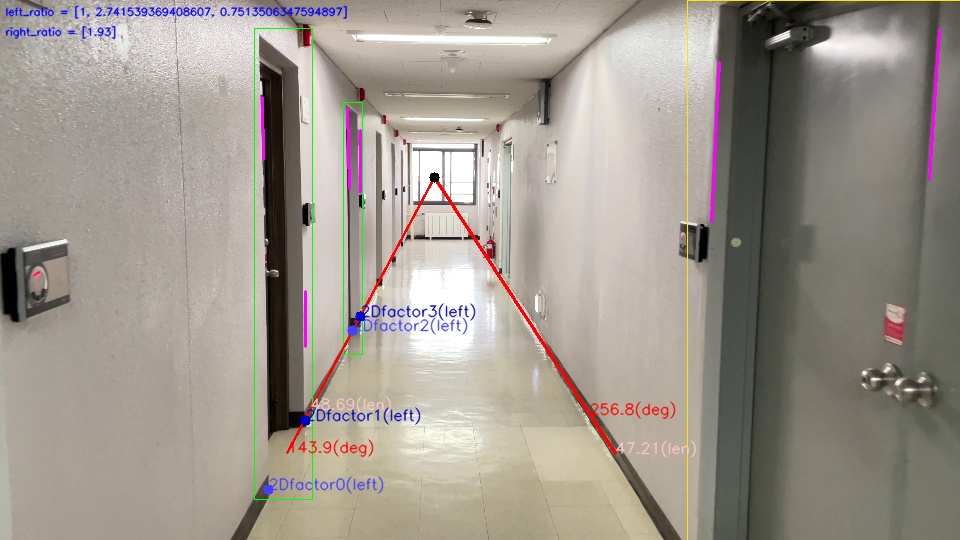 left_ratio = [1, 2.741539369408607, 0.7513506347594897]
right_ratio = [1.93]
2Dfactor3(left)
2Dfactor2(left)
48.69(len)
2Dfactor1(left)
256.8(deg)
143.9(deg)
47.21(len)
2Dfactor0(left)